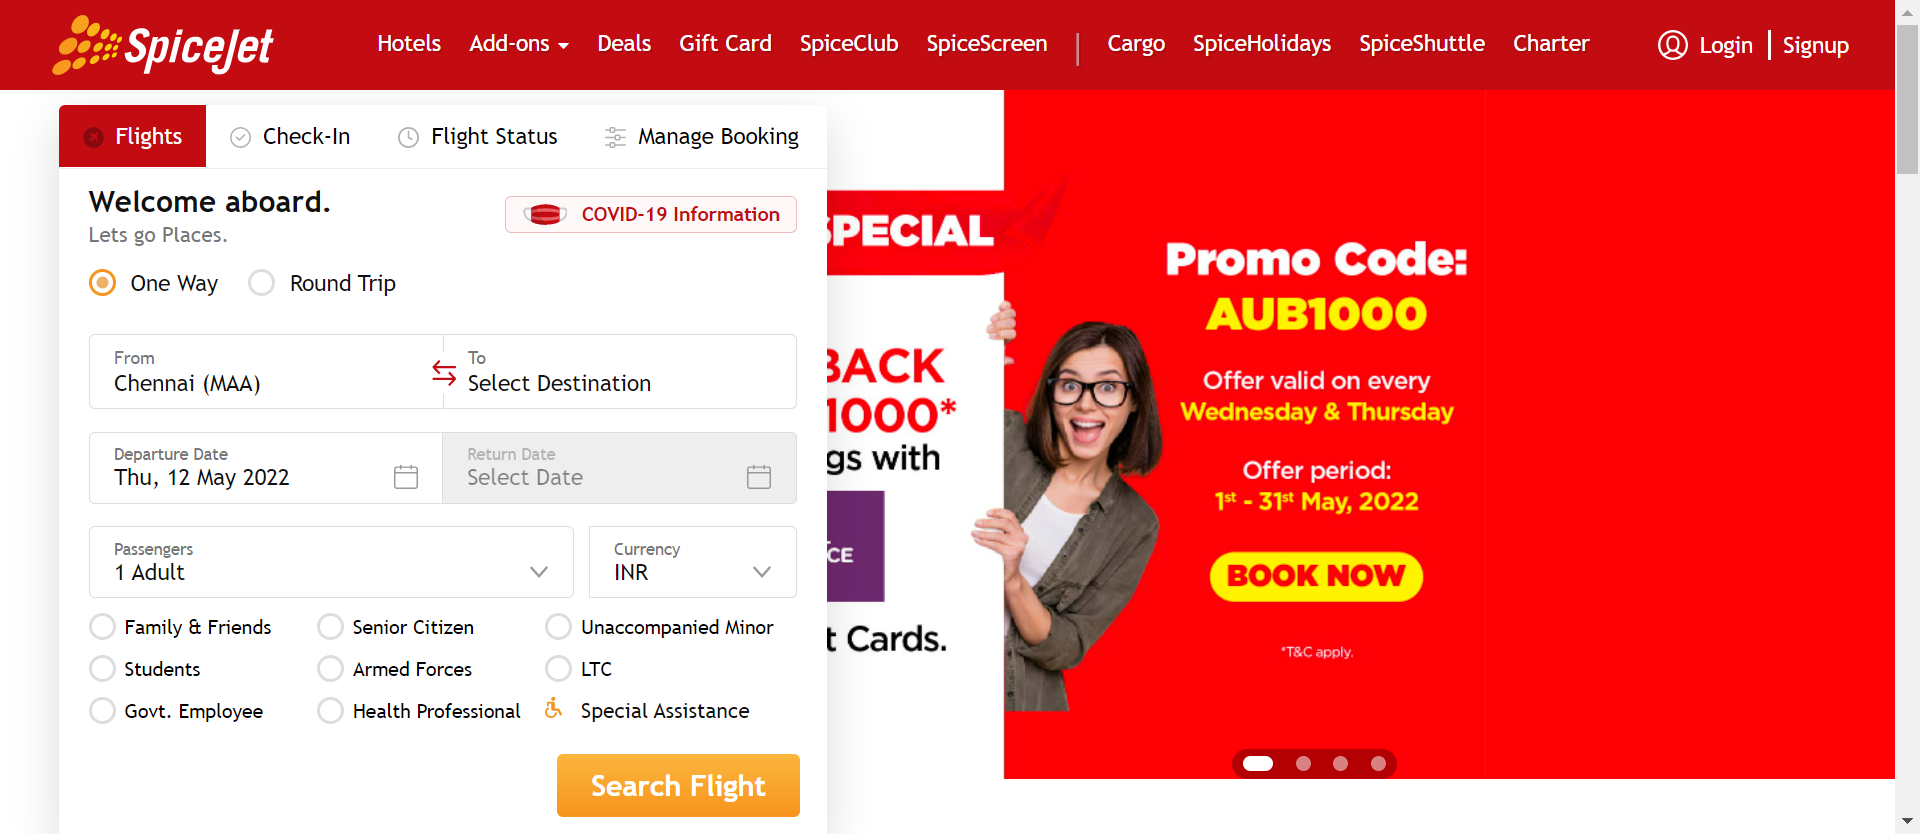 SpiceJet
Hotels Add-ons Deals Gift Card SpiceClub SpiceScreen | Cargo SpiceHolidays SpiceShuttle Charter Login | Signup
Flights Check-In Flight Status Manage Booking
Welcome aboard.
Lets go Places.
COVID-19 Information
One Way Round Trip
From
Chennai (MAA)
To
Select Destination
Departure Date
Thu, 12 May 2022
Return Date
Select Date
Passengers
1 Adult
Currency
INR
Family & Friends Senior Citizen Unaccompanied Minor
Students Armed Forces LTC
Govt. Employee Health Professional Special Assistance
Search Flight
SPECIAL
BACK
1000*
gs with
CE
t Cards.
Promo Code:
AUB1000
Offer valid on every
Wednesday & Thursday
Offer period:
1st - 31st May, 2022
BOOK NOW
*T&C apply.